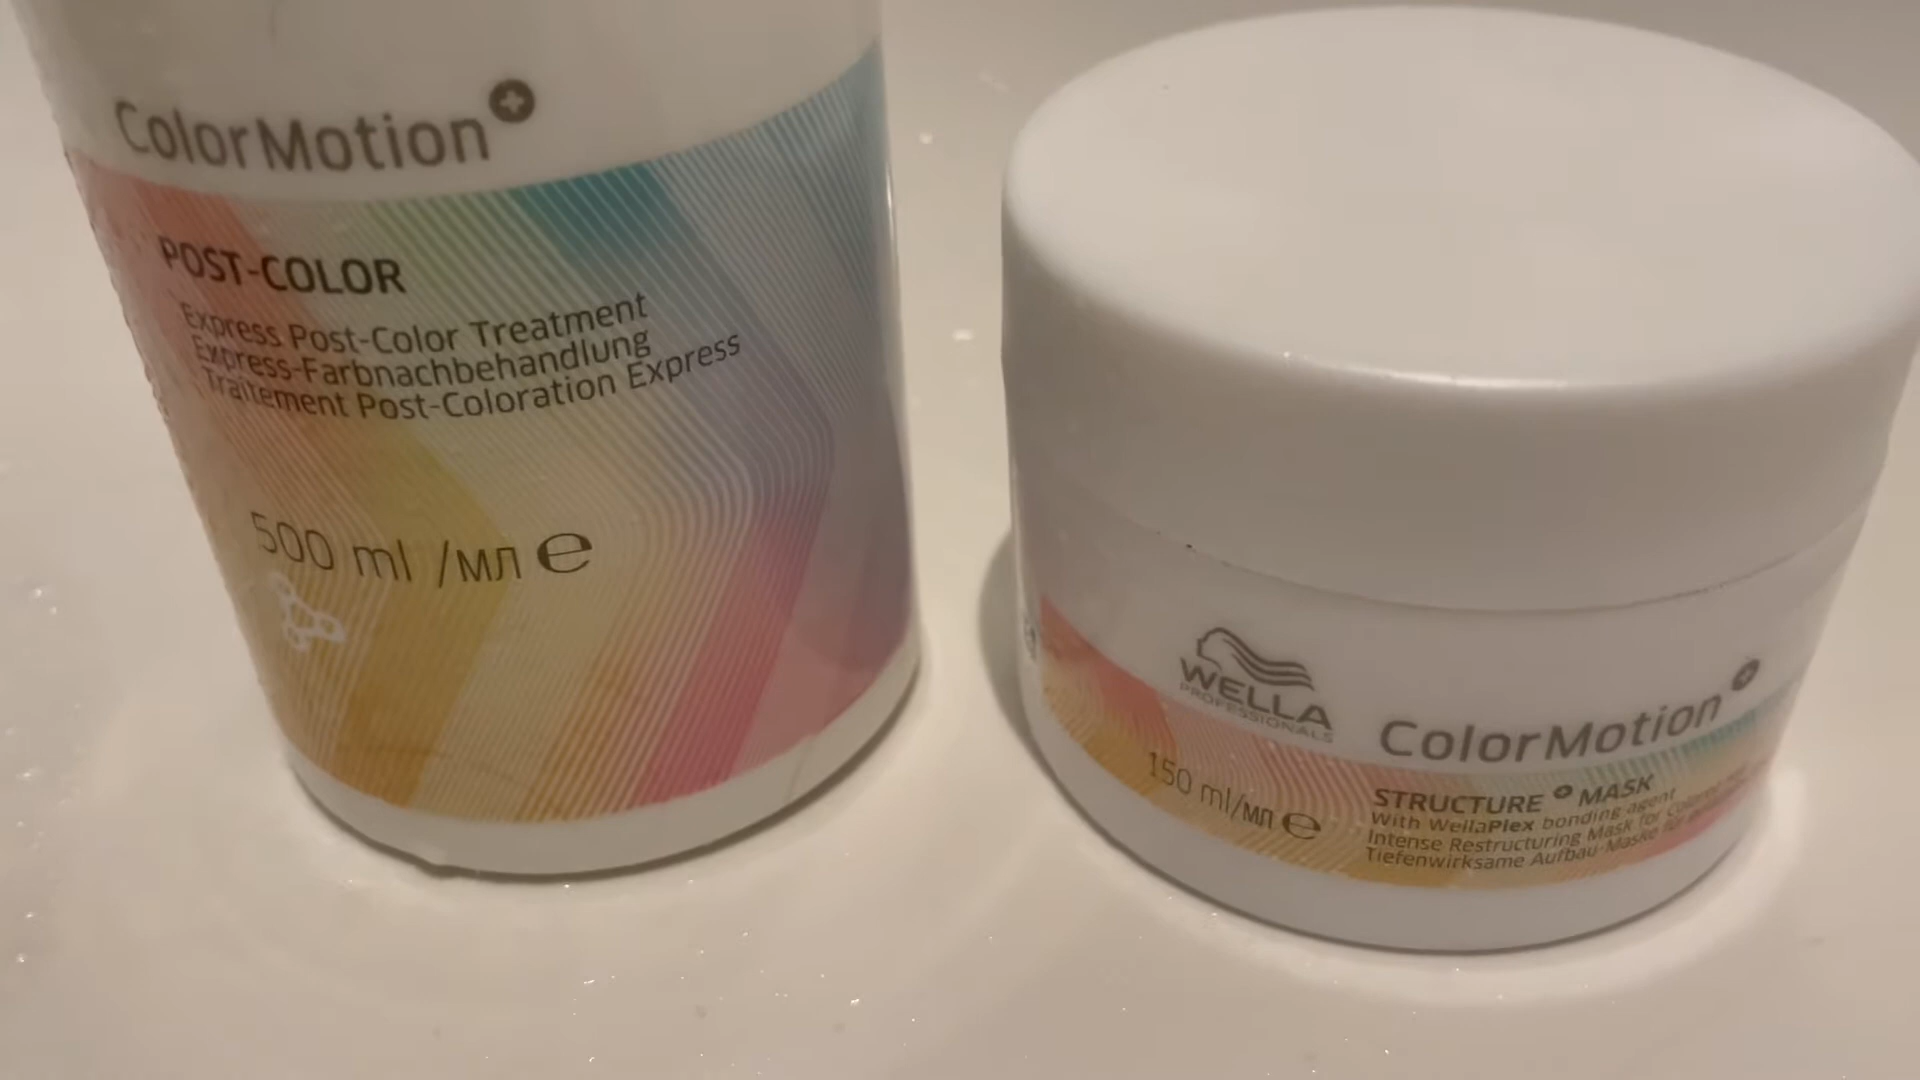 ColorMotion+
POST-COLOR
Express Post-Color Treatment
Express-Farbnachbehandlung
Traitement Post-Coloration Express
500 ml /мл e
WELLA
PROFESSIONALS
ColorMotion+
150 ml/мл e
STRUCTURE + MASK
With WellaPlex bonding agent
Intense Restructuring Mask for
Tiefenwirksame Aufbau-Maske für